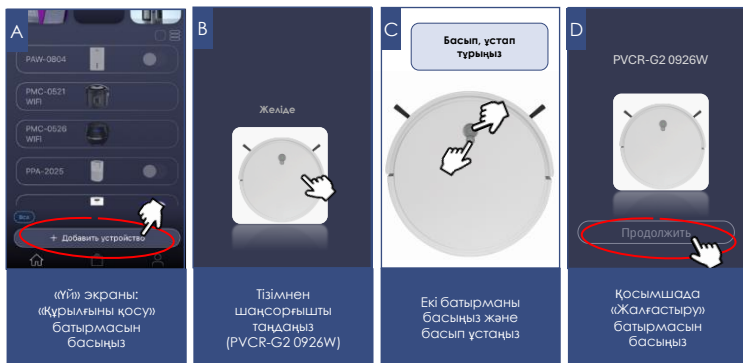 A
PAW-0804
PMC-0521
WIFI
PMC-0526
WIFI
PPA-2025
Все
+ Добавить устройство
«Үй» экраны:
«Құрылғыны қосу»
батырмасын
басыңыз
B
Желіде
Тізімнен
шаңсорғышты
таңдаңыз
(PVCR-G2 0926W)
C
Басып, ұстап
тұрыңыз
Екі батырманы
басыңыз және
басып ұстаңыз
D
PVCR-G2 0926W
Продолжить
Қосымшада
«Жалғастыру»
батырмасын
басыңыз